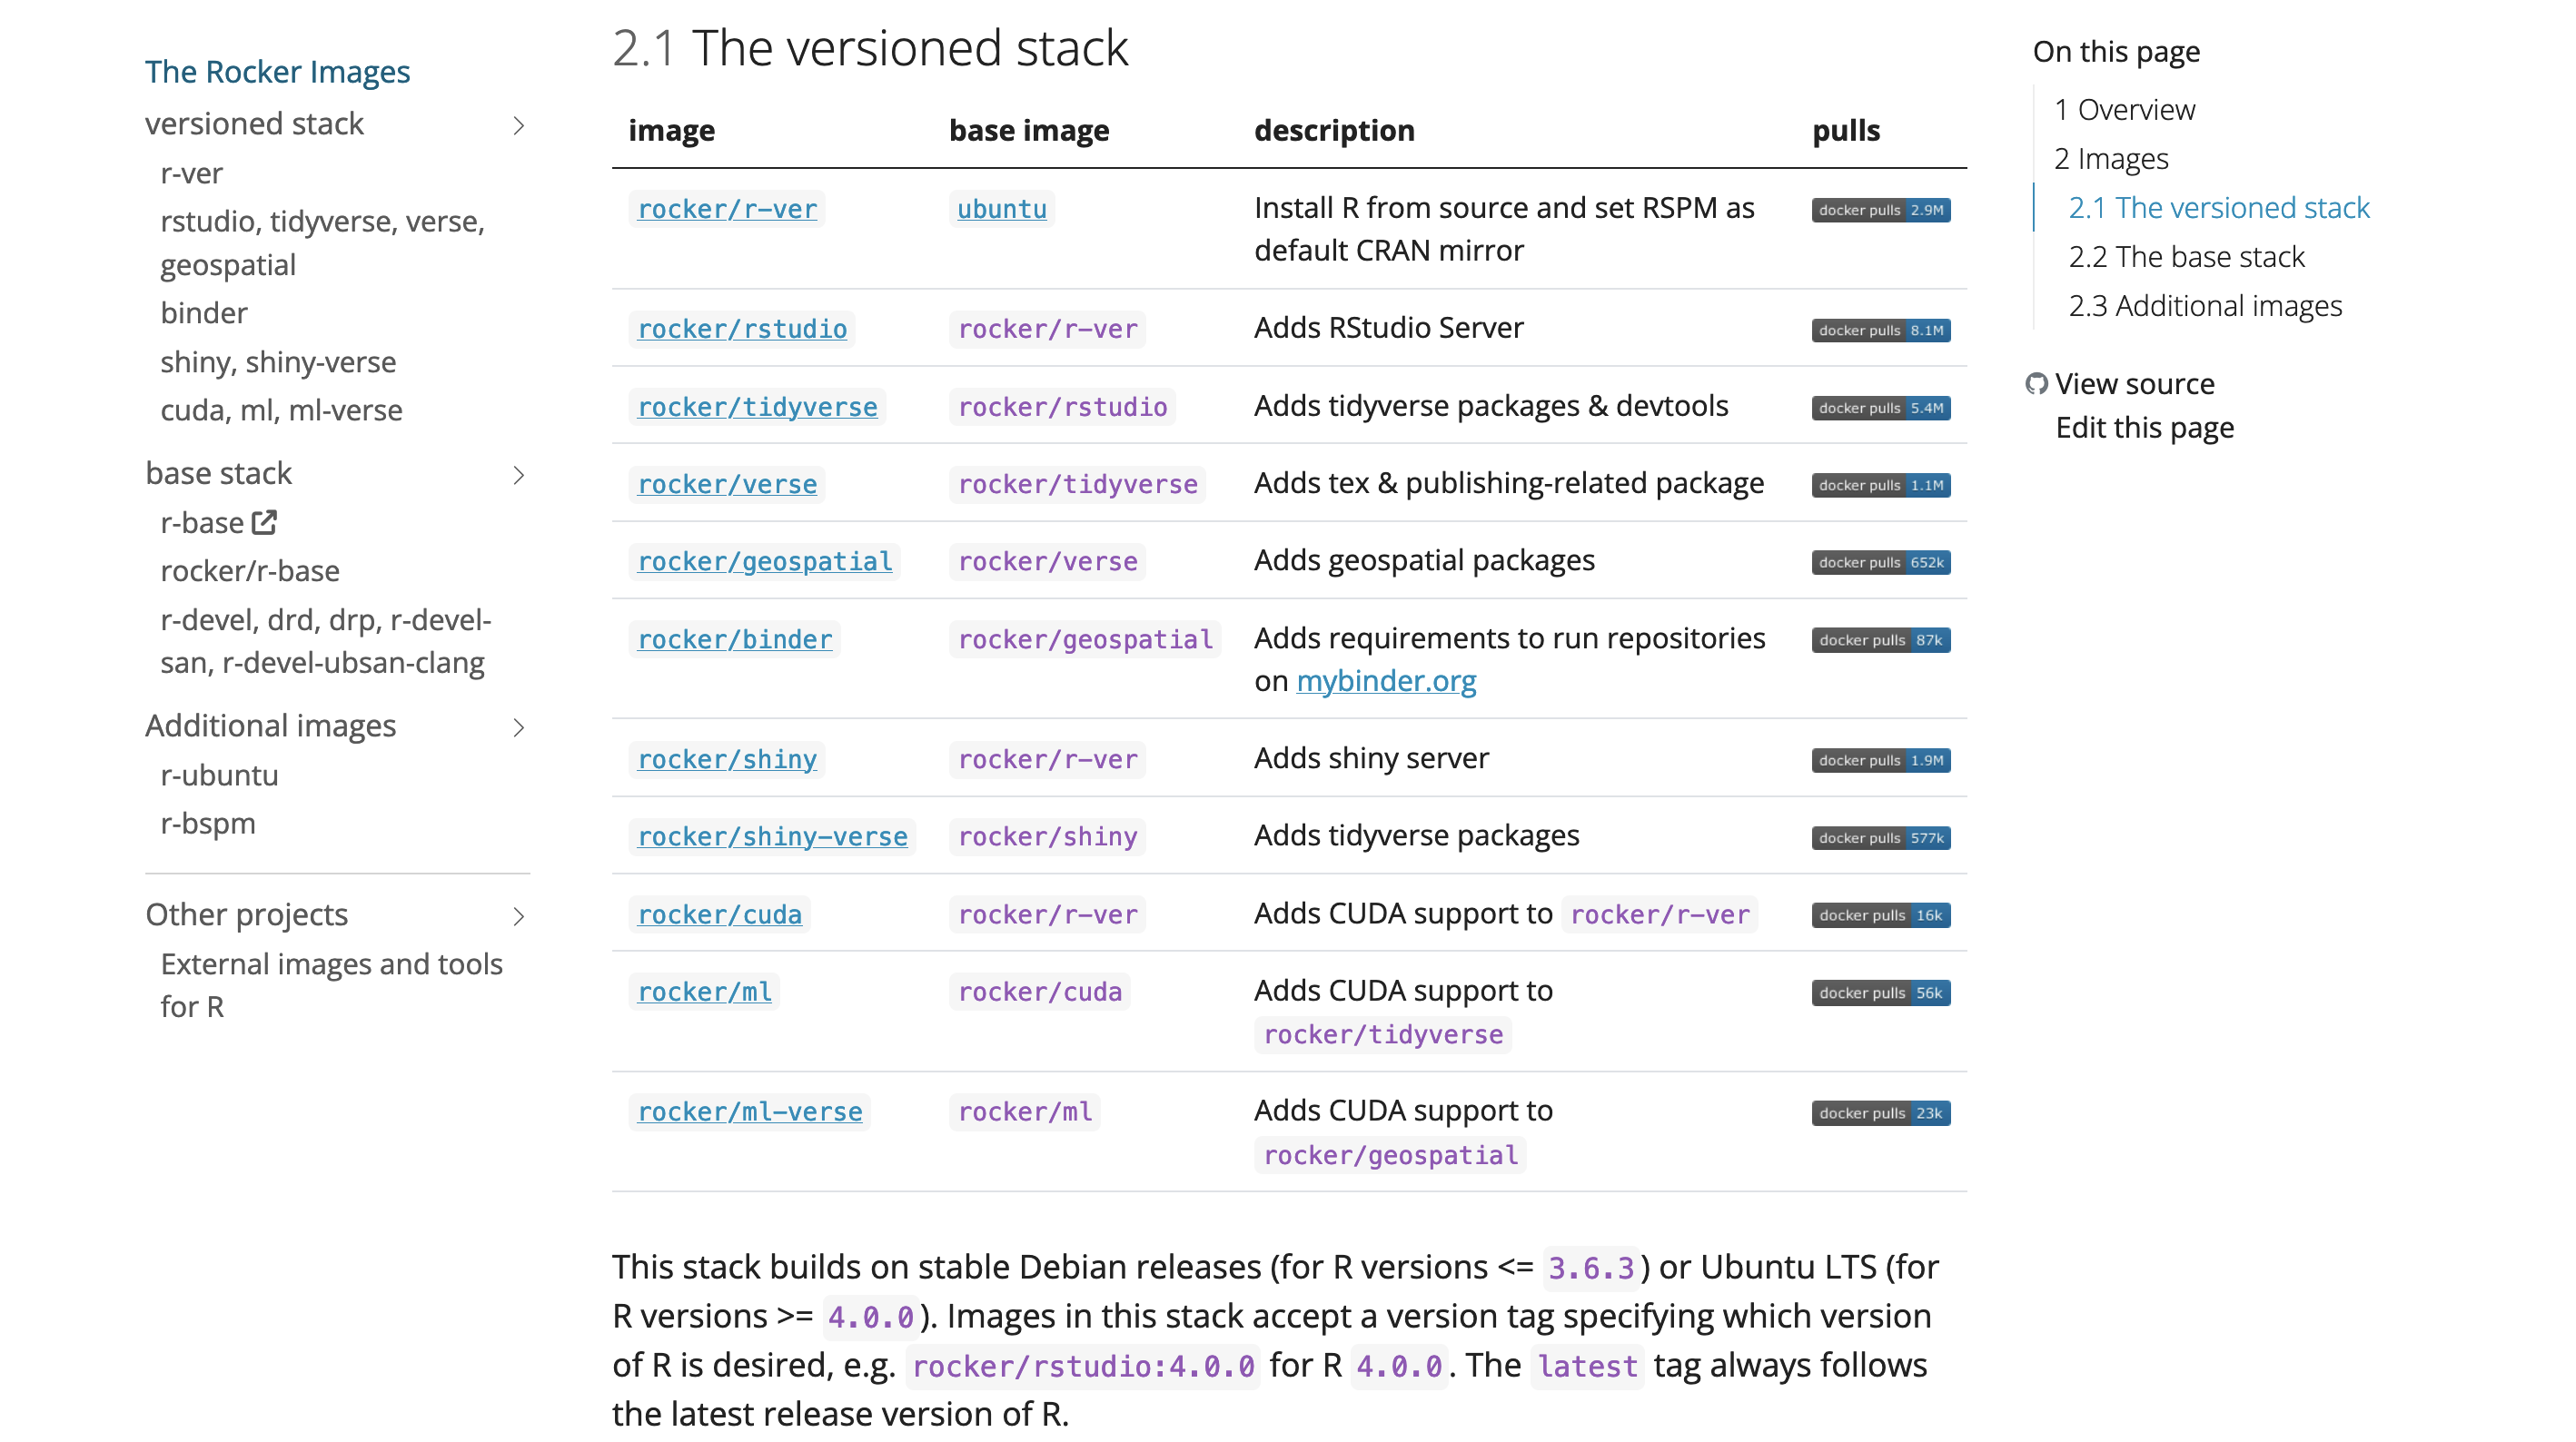 The Rocker Images
versioned stack
r-ver
rstudio, tidyverse, verse,
geospatial
binder
shiny, shiny-verse
cuda, ml, ml-verse
base stack
r-base
rocker/r-base
r-devel, drd, drp, r-devel-
san, r-devel-ubsan-clang
Additional images
r-ubuntu
r-bspm
Other projects
External images and tools
for R
2.1 The versioned stack
image base image description pulls
rocker/r-ver ubuntu Install R from source and set RSPM as docker pulls 2.9M
default CRAN mirror
rocker/rstudio rocker/r-ver Adds RStudio Server docker pulls 8.1M
rocker/tidyverse rocker/rstudio Adds tidyverse packages & devtools docker pulls 5.4M
rocker/verse rocker/tidyverse Adds tex & publishing-related package docker pulls 1.1M
rocker/geospatial rocker/verse Adds geospatial packages docker pulls 652k
rocker/binder rocker/geospatial Adds requirements to run repositories docker pulls 87k
on mybinder.org
rocker/shiny rocker/r-ver Adds shiny server docker pulls 1.9M
rocker/shiny-verse rocker/shiny Adds tidyverse packages docker pulls 577k
rocker/cuda rocker/r-ver Adds CUDA support to rocker/r-ver docker pulls 16k
rocker/ml rocker/cuda Adds CUDA support to docker pulls 56k
rocker/tidyverse
rocker/ml-verse rocker/ml Adds CUDA support to docker pulls 23k
rocker/geospatial
This stack builds on stable Debian releases (for R versions <= 3.6.3) or Ubuntu LTS (for
R versions >= 4.0.0). Images in this stack accept a version tag specifying which version
of R is desired, e.g. rocker/rstudio:4.0.0 for R 4.0.0. The latest tag always follows
the latest release version of R.
On this page
1 Overview
2 Images
2.1 The versioned stack
2.2 The base stack
2.3 Additional images
View source
Edit this page